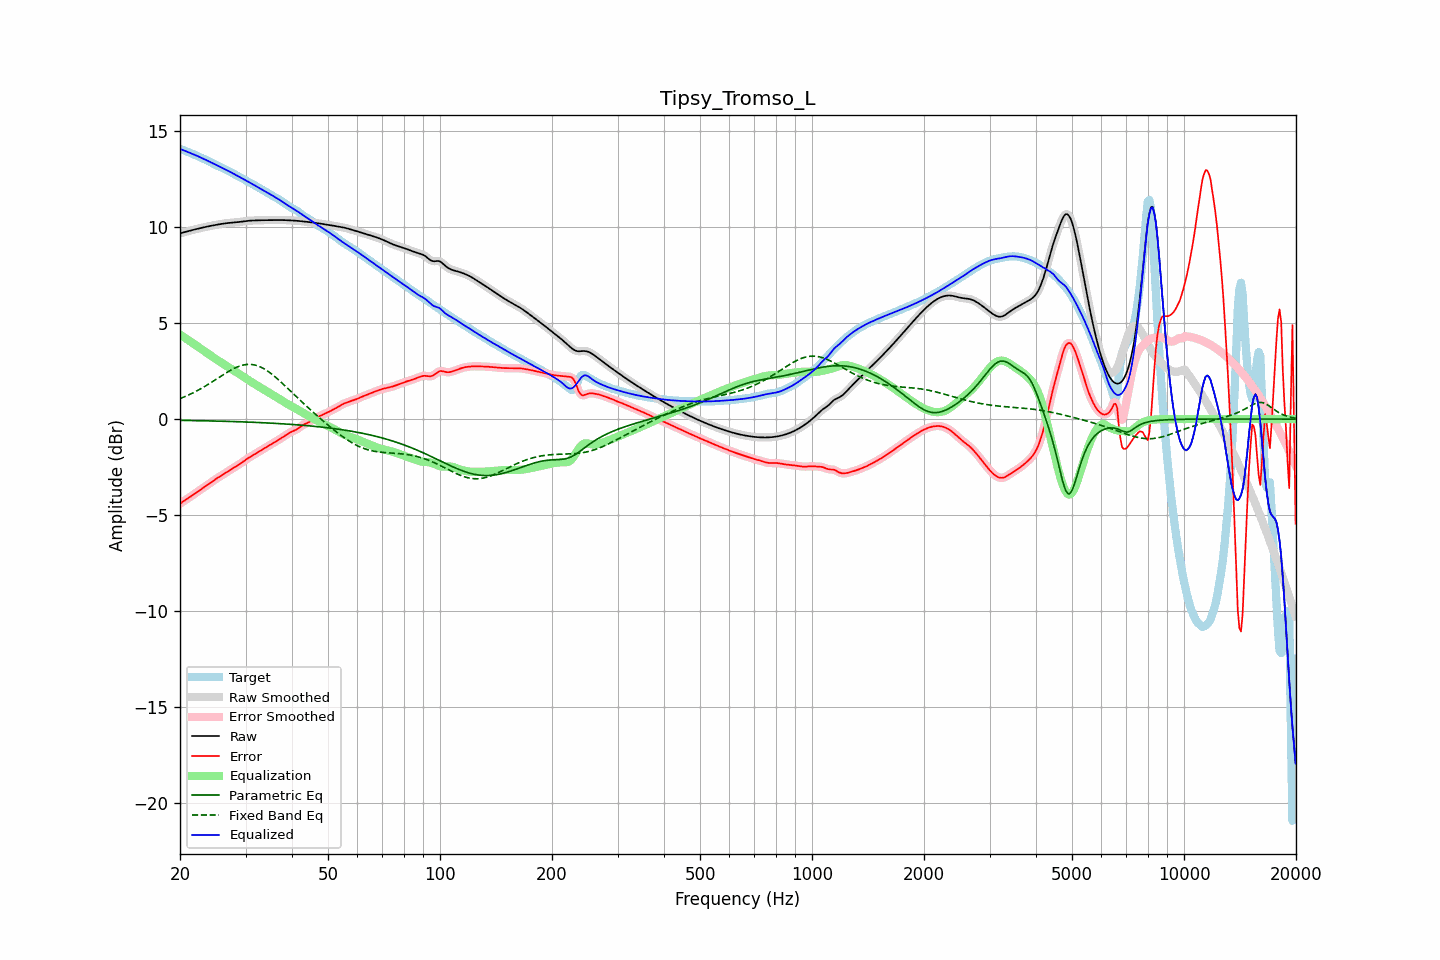 Tipsy_Tromso_L
Amplitude (dBr)
15
10
5
0
−5
−10
−15
−20
Target
Raw Smoothed
Error Smoothed
Raw
Error
Equalization
Parametric Eq
Fixed Band Eq
Equalized
20 50 100 200 500 1000 2000 5000 10000 20000
Frequency (Hz)